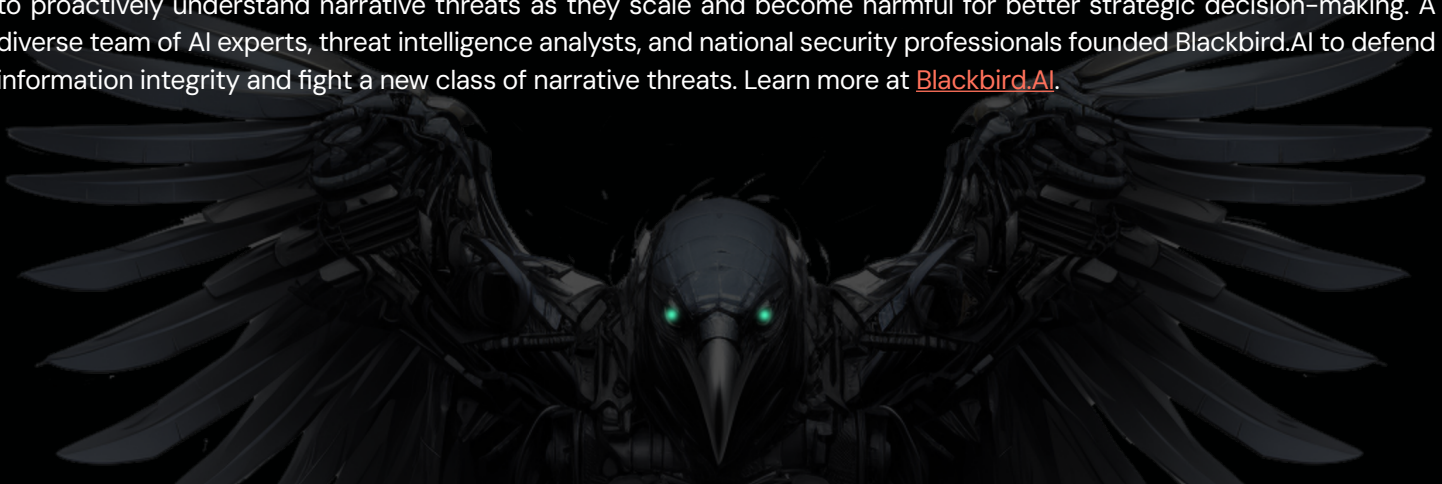 to proactively understand narrative threats as they scale and become harmful for better strategic decision-making. A
diverse team of AI experts, threat intelligence analysts, and national security professionals founded Blackbird.AI to defend
information integrity and fight a new class of narrative threats. Learn more at Blackbird.AI.